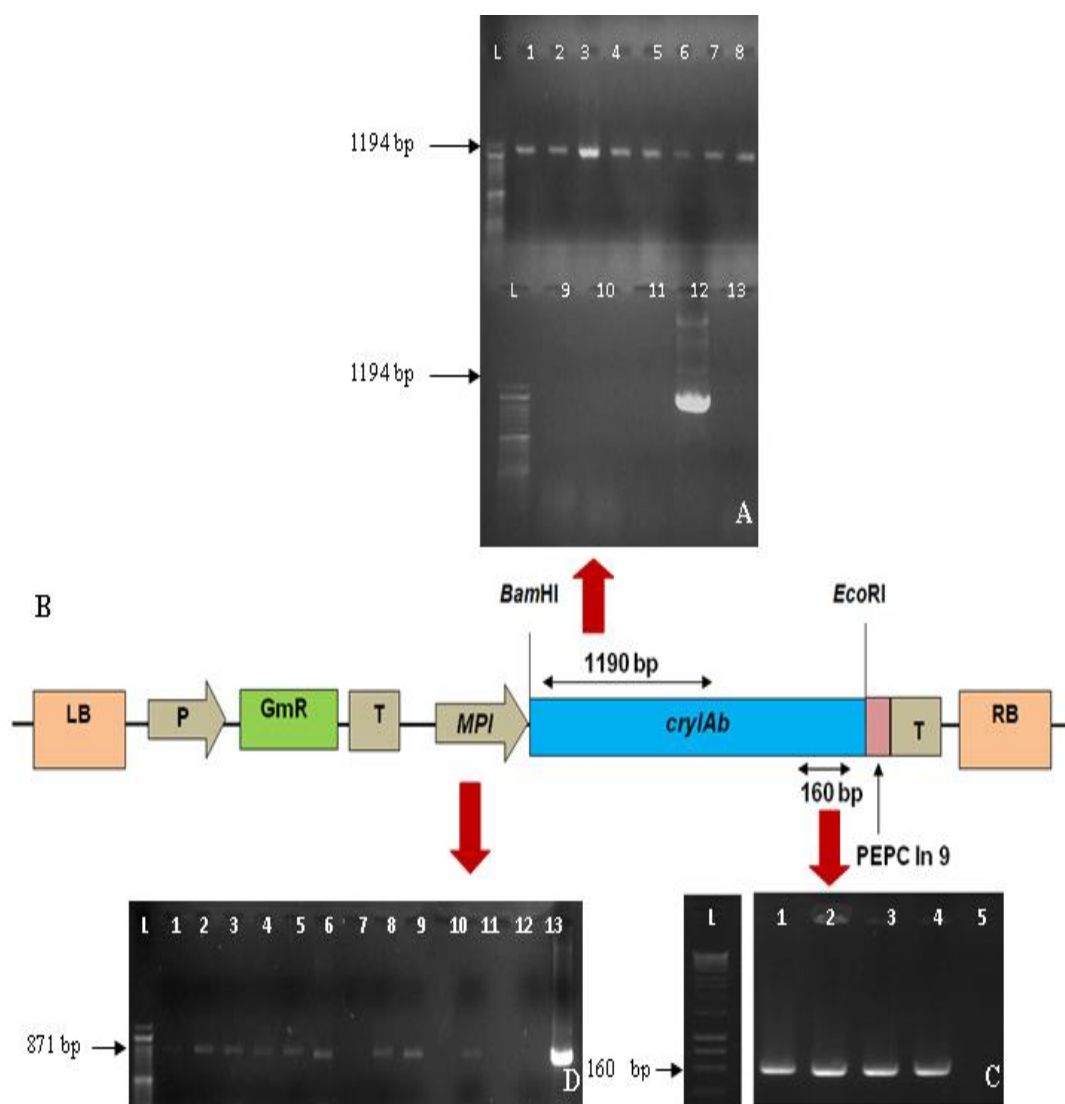 L 1 2 3 4 5 6 7 8
1194 bp
L 9 10 11 12 13
1194 bp
A
B
BamHI EcoRI
1190 bp
LB P GmR T MPI crylAb T RB
160 bp
PEPC In 9
L 1 2 3 4 5 6 7 8 9 10 11 12 13
871 bp
D
L 1 2 3 4 5
160 bp
C